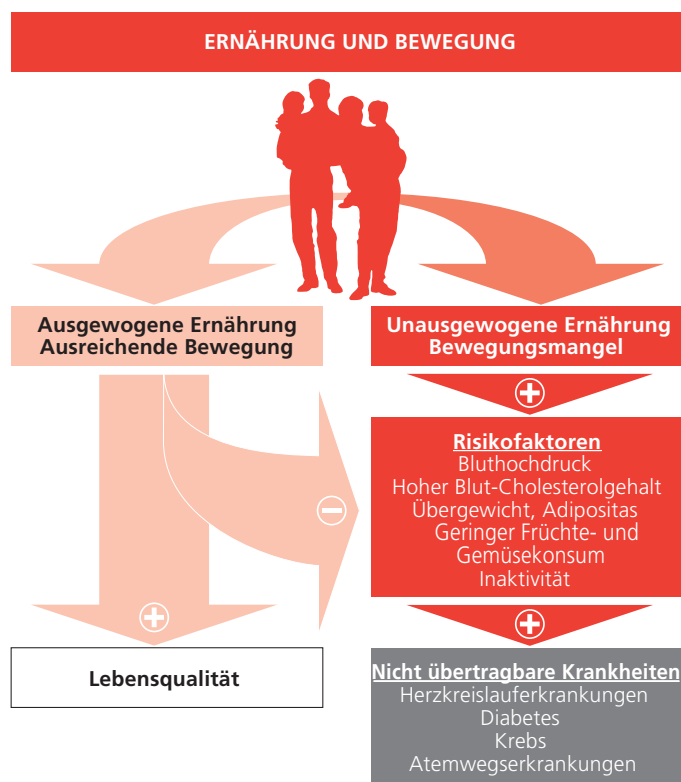 ERNÄHRUNG UND BEWEGUNG
Ausgewogene Ernährung
Ausreichende Bewegung
Unausgewogene Ernährung
Bewegungsmangel
+
Risikofaktoren
Bluthochdruck
Hoher Blut-Cholesterolgehalt
Übergewicht, Adipositas
Geringer Früchte- und
Gemüsekonsum
Inaktivität
−
+
+
Lebensqualität
Nicht übertragbare Krankheiten
Herzkreislauferkrankungen
Diabetes
Krebs
Atemwegserkrankungen